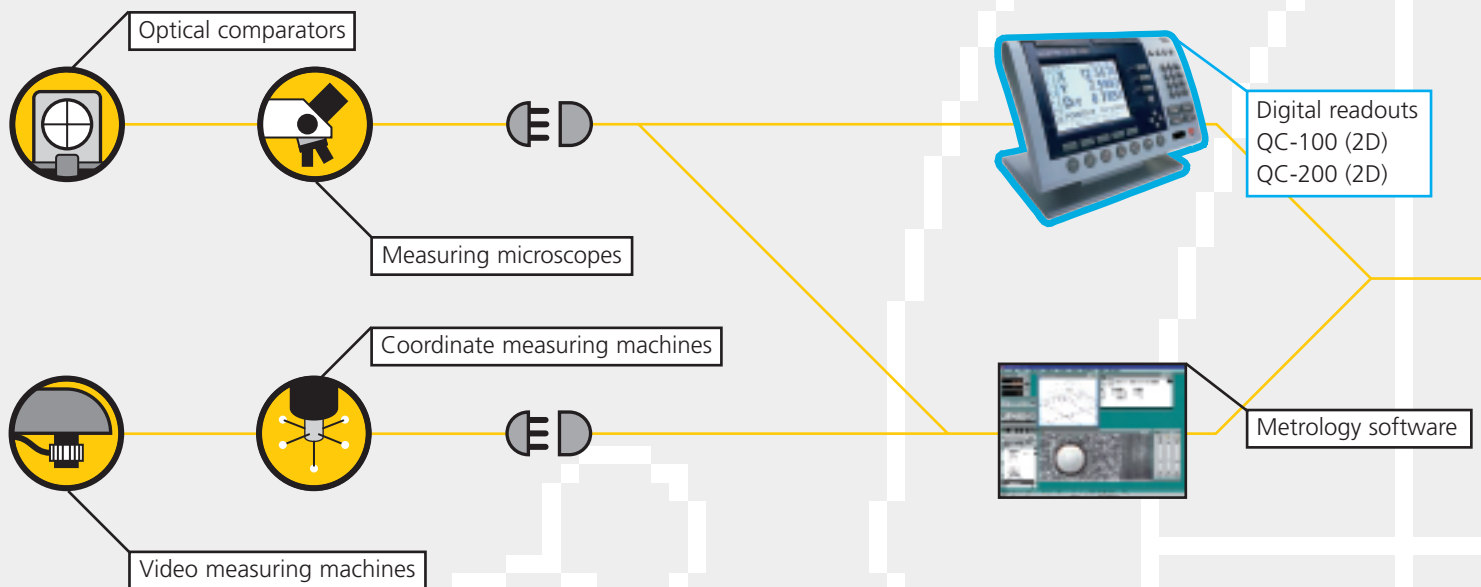 Optical comparators
Digital readouts
QC-100 (2D)
QC-200 (2D)
Measuring microscopes
Coordinate measuring machines
Metrology software
Video measuring machines